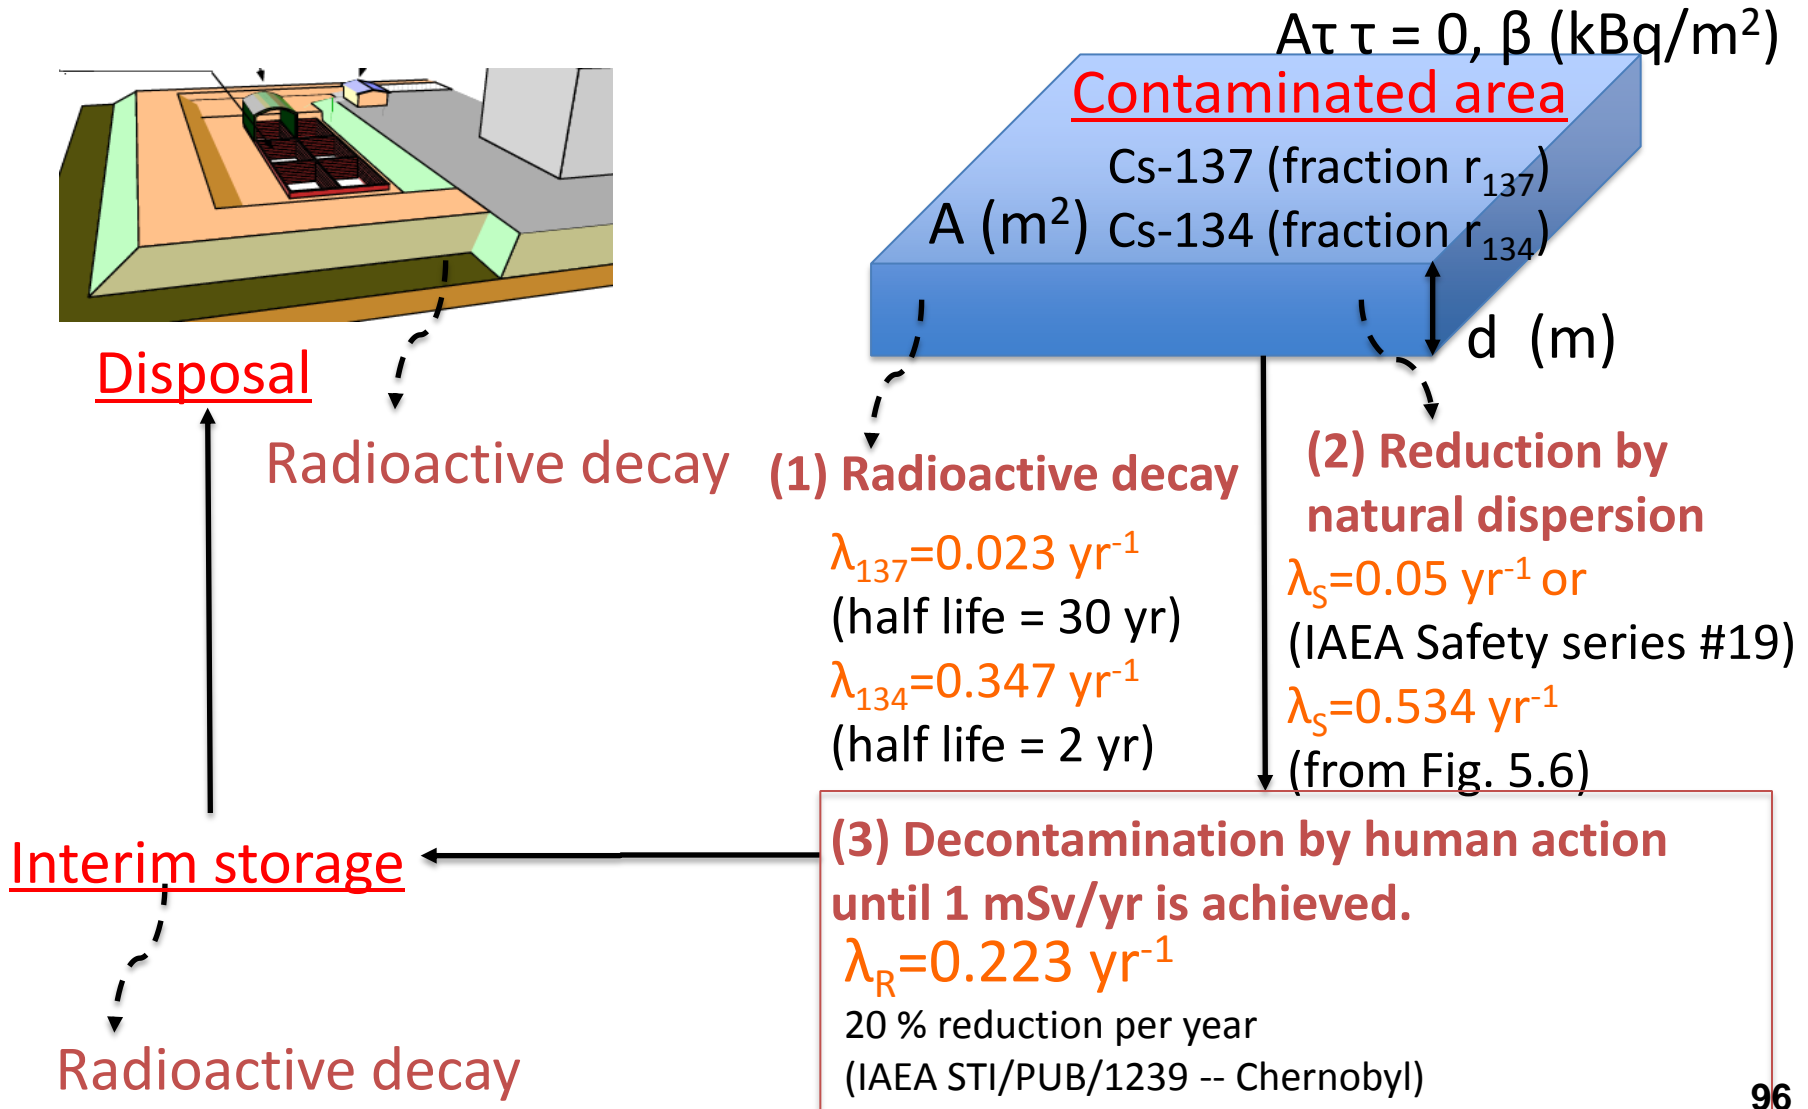 Aτ τ = 0, β (kBq/m²)
Contaminated area
Cs-137 (fraction r₁₃₇)
A (m²) Cs-134 (fraction r₁₃₄)
d (m)
Disposal
Radioactive decay
(1) Radioactive decay
λ₁₃₇=0.023 yr⁻¹
(half life = 30 yr)
λ₁₃₄=0.347 yr⁻¹
(half life = 2 yr)
(2) Reduction by
natural dispersion
λS=0.05 yr⁻¹ or
(IAEA Safety series #19)
λS=0.534 yr⁻¹
(from Fig. 5.6)
(3) Decontamination by human action
until 1 mSv/yr is achieved.
λR=0.223 yr⁻¹
20 % reduction per year
(IAEA STI/PUB/1239 -- Chernobyl)
Interim storage
Radioactive decay
96